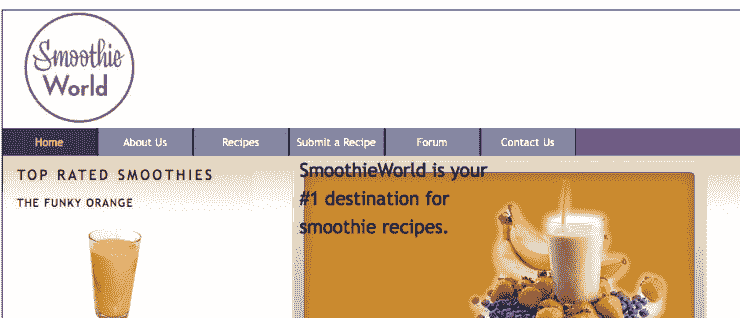 Smoothie
World
Home About Us Recipes Submit a Recipe Forum Contact Us
TOP RATED SMOOTHIES
THE FUNKY ORANGE
SmoothieWorld is your
#1 destination for
smoothie recipes.